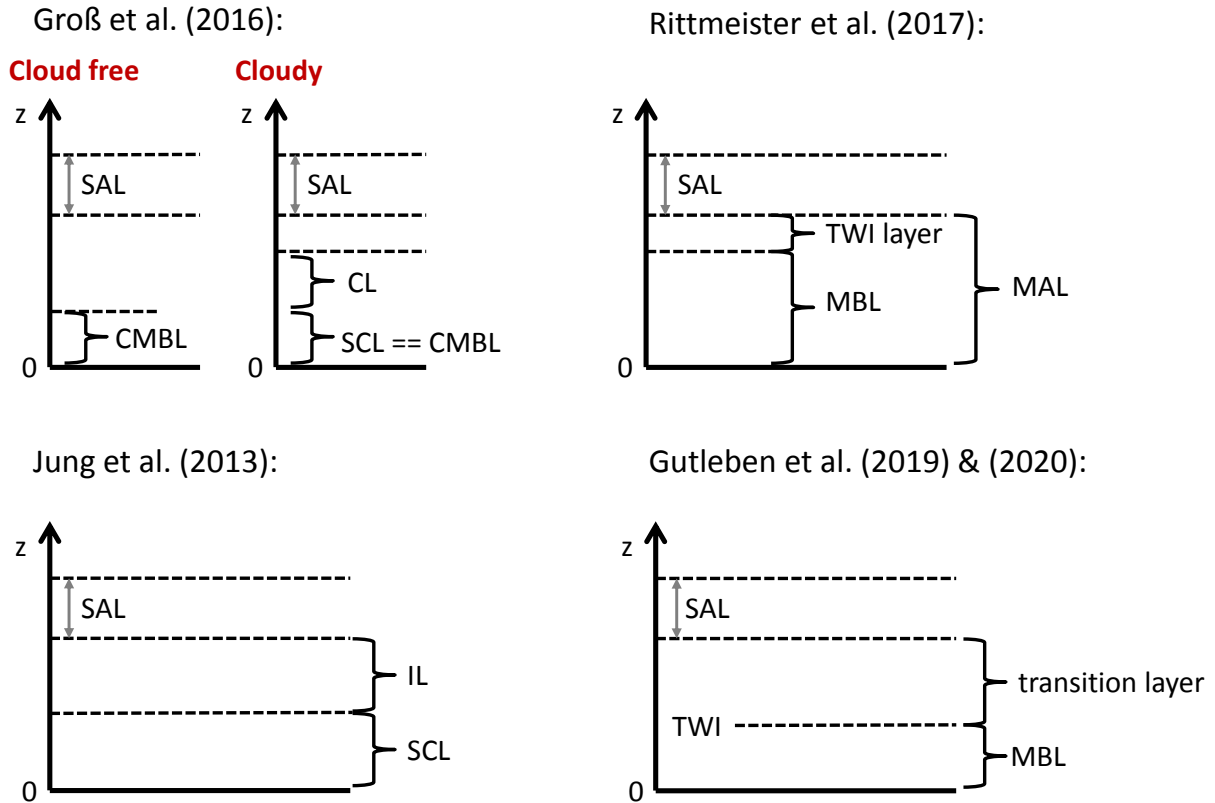 Groß et al. (2016):
Cloud free
Cloudy
z
SAL
CMBL
0
z
SAL
CL
SCL == CMBL
0
Rittmeister et al. (2017):
z
SAL
TWI layer
MBL
MAL
0
Jung et al. (2013):
z
SAL
IL
SCL
0
Gutleben et al. (2019) & (2020):
z
SAL
transition layer
TWI
MBL
0